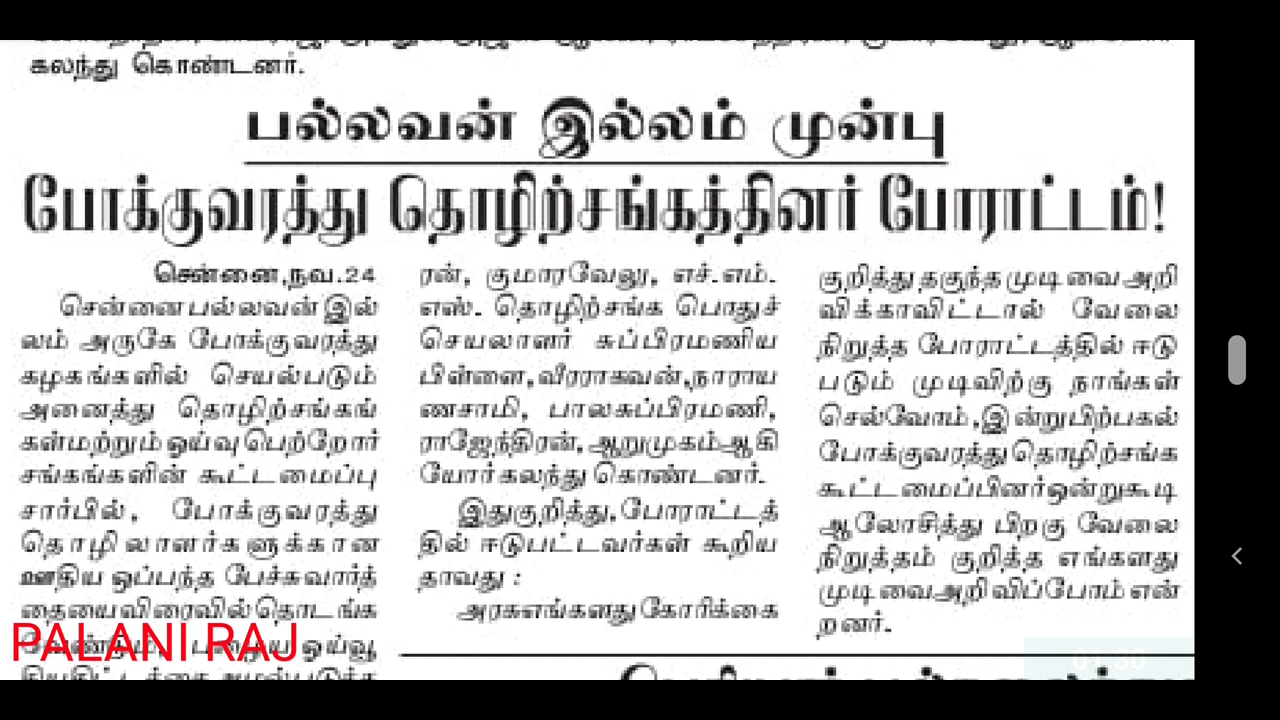 கலந்து கொண்டனர்.
பல்லவன் இல்லம் முன்பு
போக்குவரத்து தொழிற்சங்கத்தினர் போராட்டம்!
சென்னை,நவ.24
சென்னை பல்லவன் இல்
லம் அருகே போக்குவரத்து
கழகங்களில் செயல்படும்
அனைத்து தொழிற்சங்கங்
கள்மற்றும் ஓய்வு பெற்றோர்
சங்கங்களின் கூட்டமைப்பு
சார்பில், போக்குவரத்து
தொழிலாளர்களுக்கான
ஊதிய ஒப்பந்த பேச்சுவார்த்
தையை விரைவில் தொடங்க
ஓய்வூ
PALANI RAJ
ரன், குமாரவேலு, எச்.எம்.
எஸ். தொழிற்சங்க பொதுச்
செயலாளர் சுப்பிரமணிய
பிள்ளை,வீரராகவன்,நாராய
ணசாமி, பாலசுப்பிரமணி,
ராஜேந்திரன்,ஆறுமுகம்ஆகி
யோர் கலந்து கொண்டனர்.
இதுகுறித்து,போராட்டத்
தில் ஈடுபட்டவர்கள் கூறிய
தாவது :
அரசுஎங்களது கோரிக்கை
குறித்து தகுந்த முடிவை அறி
விக்காவிட்டால் வேலை
நிறுத்த போராட்டத்தில் ஈடு
படும் முடிவிற்கு நாங்கள்
செல்வோம்,இன்று பிற்பகல்
போக்குவரத்து தொழிற்சங்க
கூட்டமைப்பினர் ஒன்றுகூடி
ஆலோசித்து பிறகு வேலை
நிறுத்தம் குறித்த எங்களது
முடிவை அறிவிப்போம் என்
றனர்.
01:30